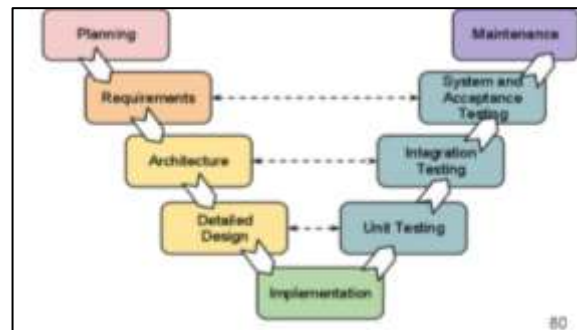 Planning
Maintenance
Requirements
System and
Acceptance
Testing
Architecture
Integration
Testing
Detailed
Design
Unit Testing
Implementation
80